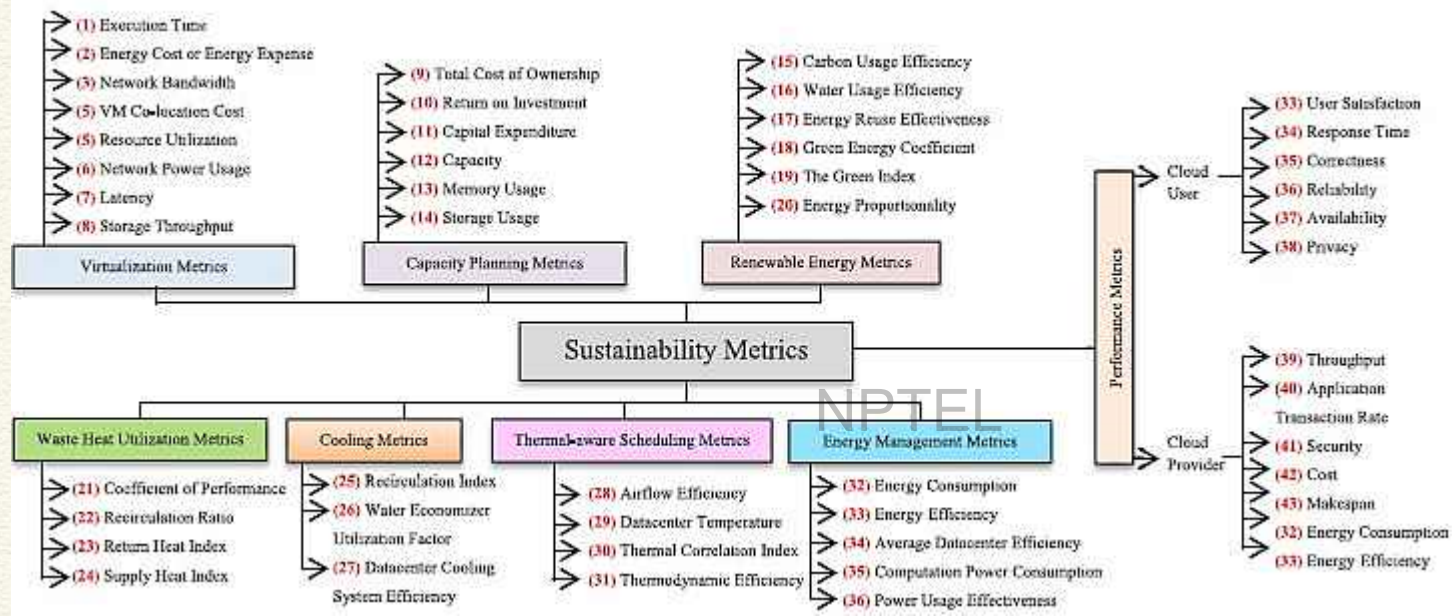 (1) Execution Time
(2) Energy Cost or Energy Expense
(3) Network Bandwidth
(5) VM Co-location Cost
(5) Resource Utilization
(6) Network Power Usage
(7) Latency
(8) Storage Throughput
Virtualization Metrics
(9) Total Cost of Ownership
(10) Return on Investment
(11) Capital Expenditure
(12) Capacity
(13) Memory Usage
(14) Storage Usage
Capacity Planning Metrics
(15) Carbon Usage Efficiency
(16) Water Usage Efficiency
(17) Energy Reuse Effectiveness
(18) Green Energy Coefficient
(19) The Green Index
(20) Energy Proportionality
Renewable Energy Metrics
Sustainability Metrics
NPTEL
Performance Metrics
Cloud
User
(33) User Satisfaction
(34) Response Time
(35) Correctness
(36) Reliability
(37) Availability
(38) Privacy
Cloud
Provider
(39) Throughput
(40) Application
Transaction Rate
(41) Security
(42) Cost
(43) Makespan
(32) Energy Consumption
(33) Energy Efficiency
Waste Heat Utilization Metrics
(21) Coefficient of Performance
(22) Recirculation Ratio
(23) Return Heat Index
(24) Supply Heat Index
Cooling Metrics
(25) Recirculation Index
(26) Water Economizer
Utilization Factor
(27) Datacenter Cooling
System Efficiency
Thermal-aware Scheduling Metrics
(28) Airflow Efficiency
(29) Datacenter Temperature
(30) Thermal Correlation Index
(31) Thermodynamic Efficiency
Energy Management Metrics
(32) Energy Consumption
(33) Energy Efficiency
(34) Average Datacenter Efficiency
(35) Computation Power Consumption
(36) Power Usage Effectiveness